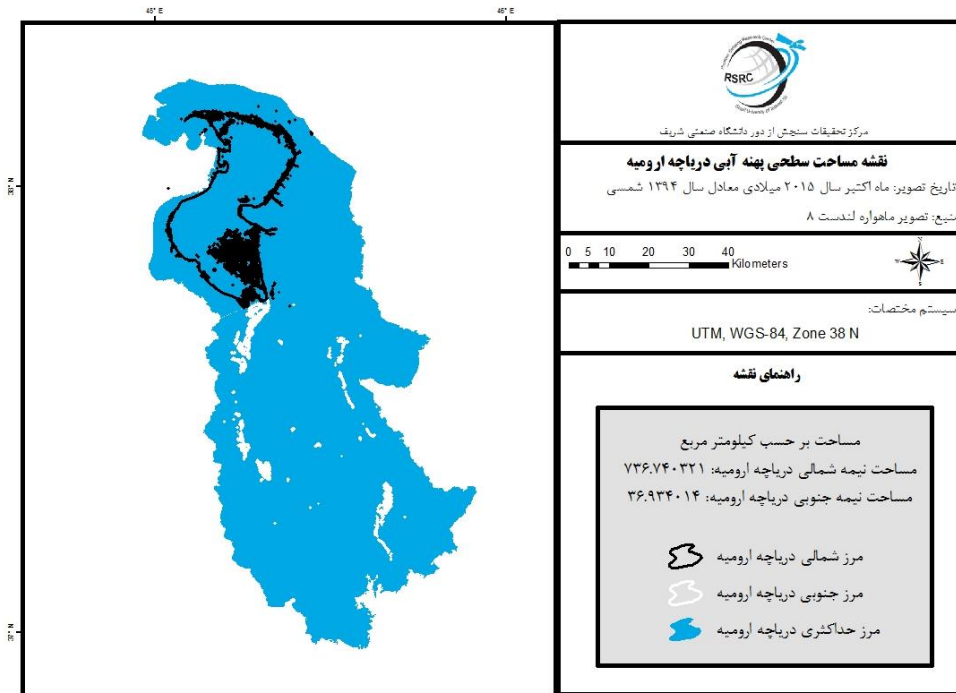 45° N
46° N
38° N
37° N
RSRC
مرکز تحقیقات سنجش از دور دانشگاه صنعتی شریف
نقشه مساحت سطحی پهنه آبی دریاچه ارومیه
تاریخ تصویر: ماه اکتبر سال ۲۰۱۵ میلادی معادل سال ۱۳۹۴ شمسی
منبع: تصویر ماهواره لندست ۸
0 5 10 20 30 40
Kilometers
سیستم مختصات:
UTM, WGS-84, Zone 38 N
راهنمای نقشه
مساحت بر حسب کیلومتر مربع
مساحت نیمه شمالی دریاچه ارومیه: ۷۳۶.۷۴۰۳۲۱
مساحت نیمه جنوبی دریاچه ارومیه: ۳۶.۹۳۴۰۱۴
مرز شمالی دریاچه ارومیه
مرز جنوبی دریاچه ارومیه
مرز حداکثری دریاچه ارومیه